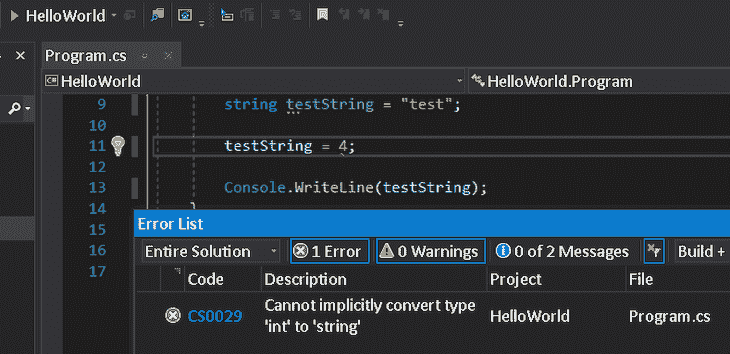 HelloWorld
Program.cs
C# HelloWorld HelloWorld.Program
9 string testString = "test";
10
11 testString = 4;
12
13 Console.WriteLine(testString);
14 }
15
16
17
Error List
Entire Solution 1 Error 0 Warnings 0 of 2 Messages Build +
Code Description Project File
CS0029 Cannot implicitly convert type 'int' to 'string' HelloWorld Program.cs